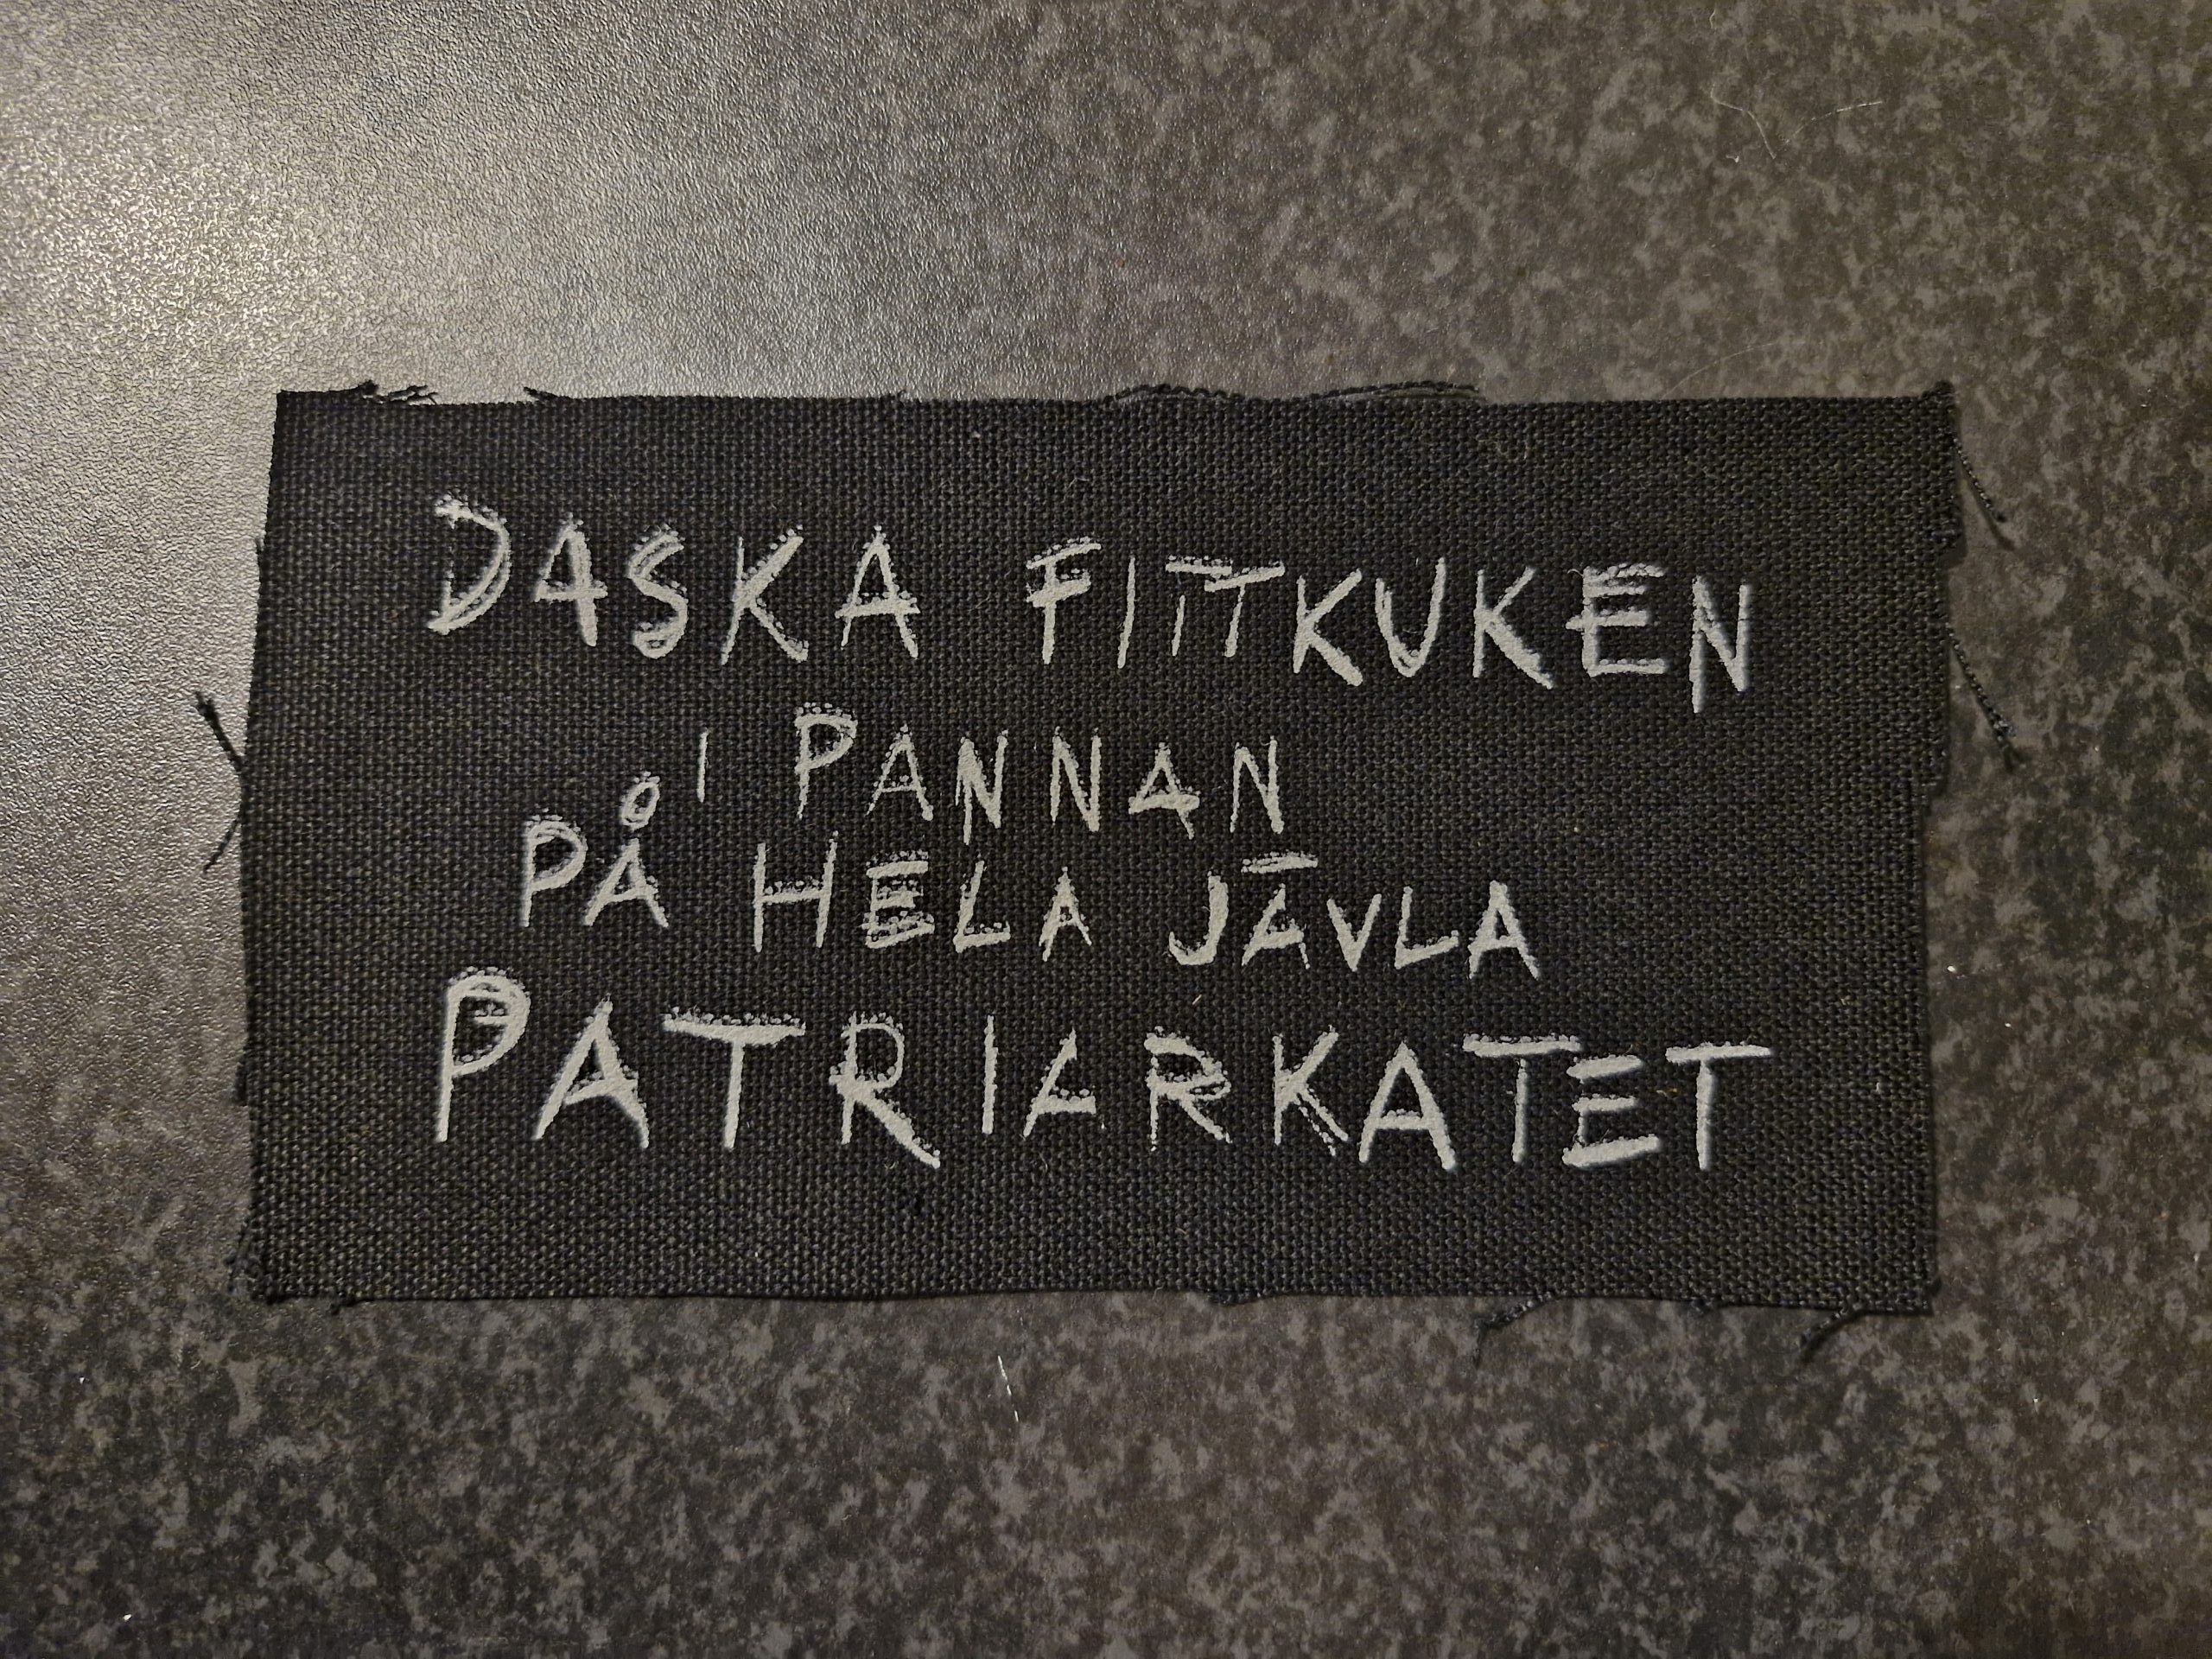 DASKA FITTKUKEN
I PANNAN
PÅ HELA JÄVLA
PATRIARKATET